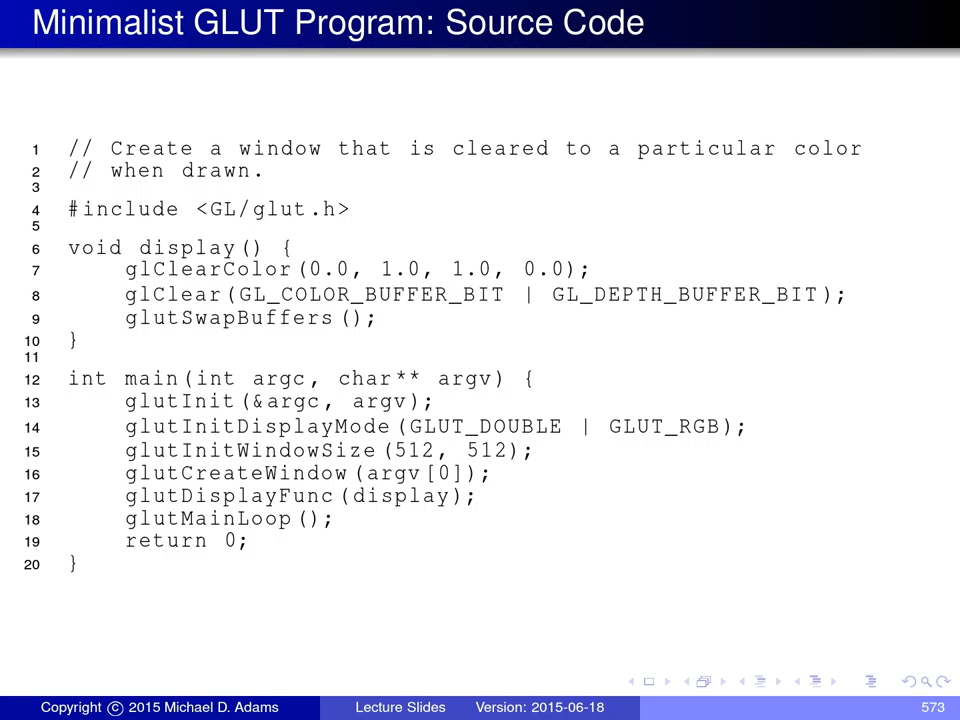 Minimalist GLUT Program: Source Code
1 // Create a window that is cleared to a particular color
2 // when drawn.
3
4 #include <GL/glut.h>
5
6 void display() {
7     glClearColor(0.0, 1.0, 1.0, 0.0);
8     glClear(GL_COLOR_BUFFER_BIT | GL_DEPTH_BUFFER_BIT);
9     glutSwapBuffers();
10 }
11
12 int main(int argc, char** argv) {
13     glutInit(&argc, argv);
14     glutInitDisplayMode(GLUT_DOUBLE | GLUT_RGB);
15     glutInitWindowSize(512, 512);
16     glutCreateWindow(argv[0]);
17     glutDisplayFunc(display);
18     glutMainLoop();
19     return 0;
20 }
Copyright © 2015 Michael D. Adams Lecture Slides Version: 2015-06-18 573